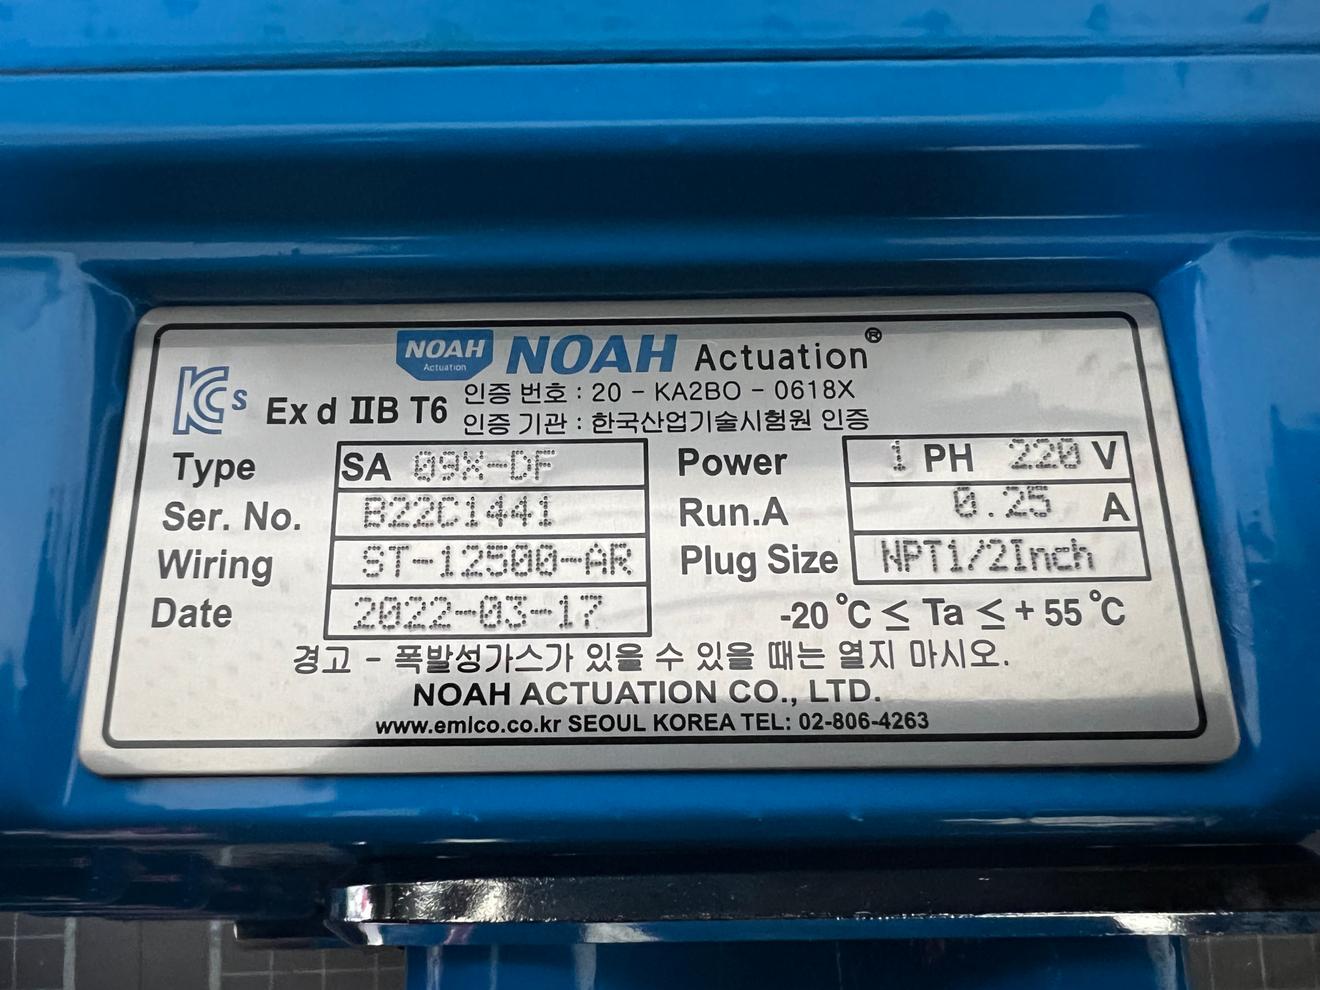 NOAH Actuation NOAH Actuation®
KCs Ex d IIB T6
인증 번호 : 20 - KA2BO - 0618X
인증 기관 : 한국산업기술시험원 인증
Type SA 09X-DF Power 1 PH 220 V
Ser. No. B22C1441 Run.A 0.25 A
Wiring ST-12500-AR Plug Size NPT1/2Inch
Date 2022-03-17 -20 ℃ ≤ Ta ≤ + 55 ℃
경고 - 폭발성가스가 있을 수 있을 때는 열지 마시오.
NOAH ACTUATION CO., LTD.
www.emico.co.kr SEOUL KOREA TEL: 02-806-4263